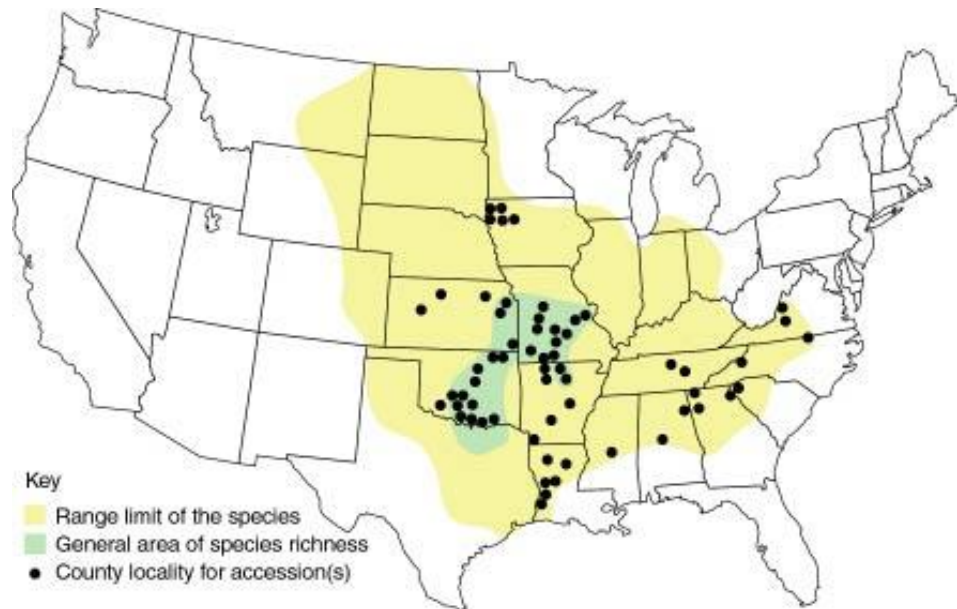 Key
Range limit of the species
General area of species richness
County locality for accession(s)